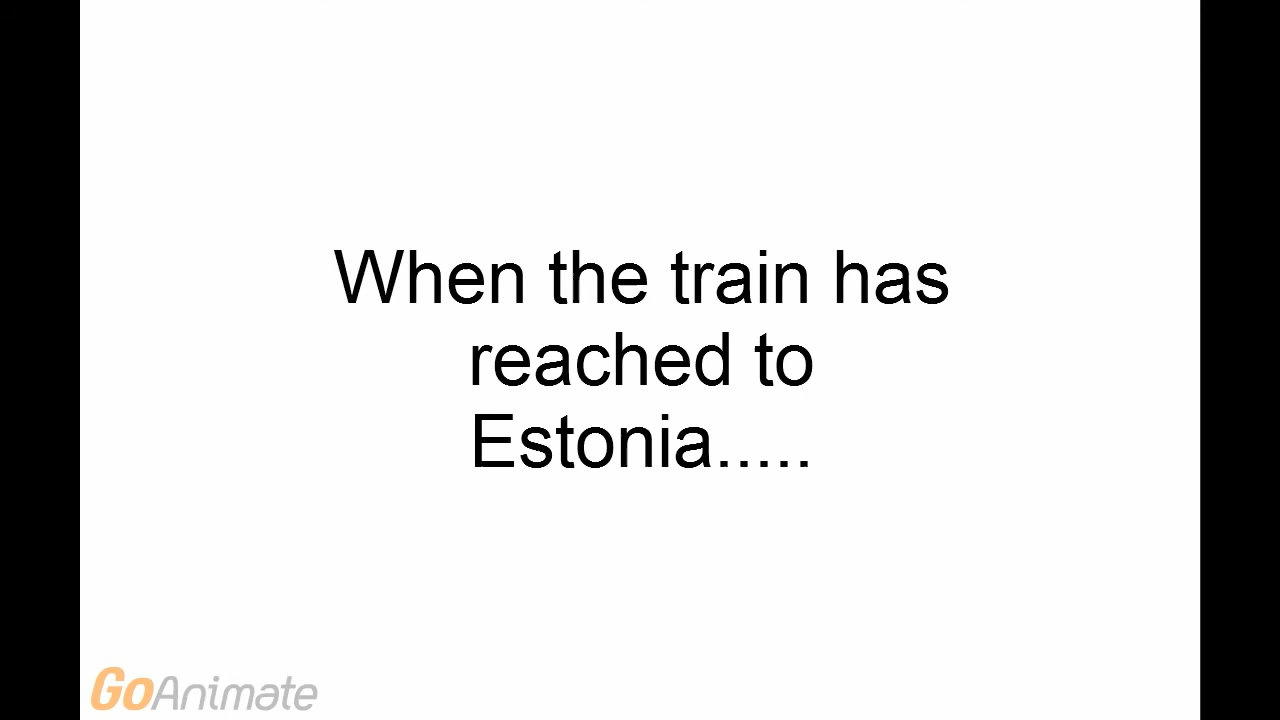 When the train has
reached to
Estonia.....
GoAnimate